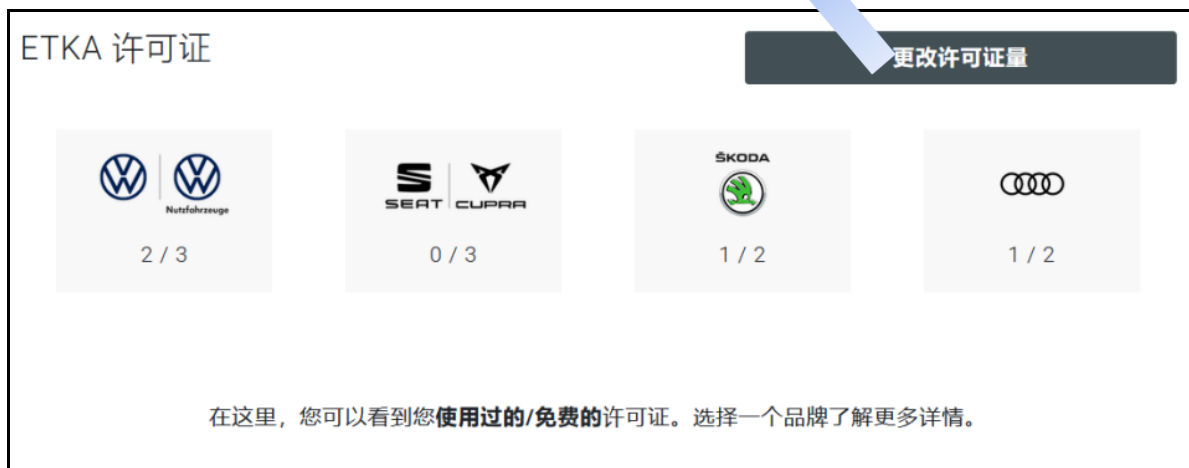 ETKA 许可证
更改许可证量
Nutzfahrzeuge
2 / 3
SEAT CUPRA
0 / 3
ŠKODA
1 / 2
1 / 2
在这里，您可以看到您使用过的/免费的许可证。选择一个品牌了解更多详情。